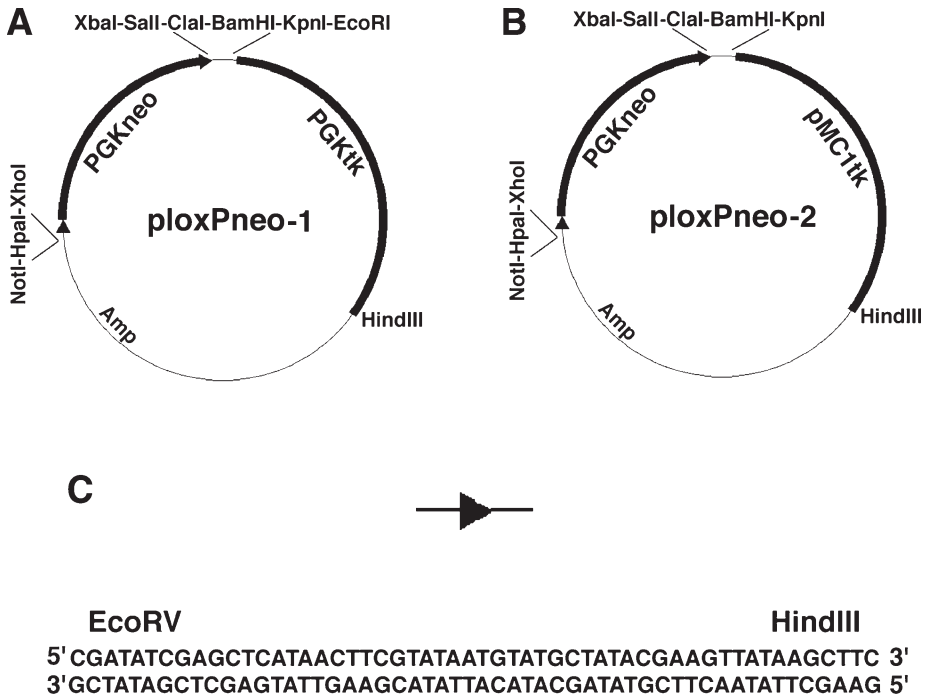 A
XbaI-SalI-ClaI-BamHI-KpnI-EcoRI
PGKneo
PGKtk
NotI-HpaI-XhoI
ploxPneo-1
Amp
HindIII
B
XbaI-SalI-ClaI-BamHI-KpnI
PGKneo
pMC1tk
NotI-HpaI-XhoI
ploxPneo-2
Amp
HindIII
C
EcoRV HindIII
5' CGATATCGAGCTCATAACTTCGTATAATGTATGCTATACGAAGTTATAAGCTTC 3'
3' GCTATAGCTCGAGTATTGAAGCATATTACATACGATATGCTTCAATATTCGAAG 5'